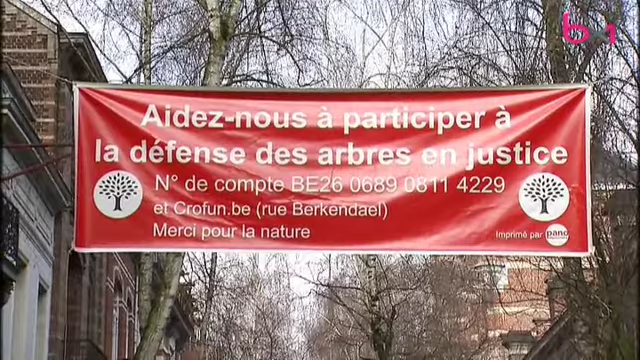 b 1
Aidez-nous à participer à
la défense des arbres en justice
N° de compte BE26 0689 0811 4229
et Crofun.be (rue Berkendael)
Merci pour la nature
Imprimé par pano